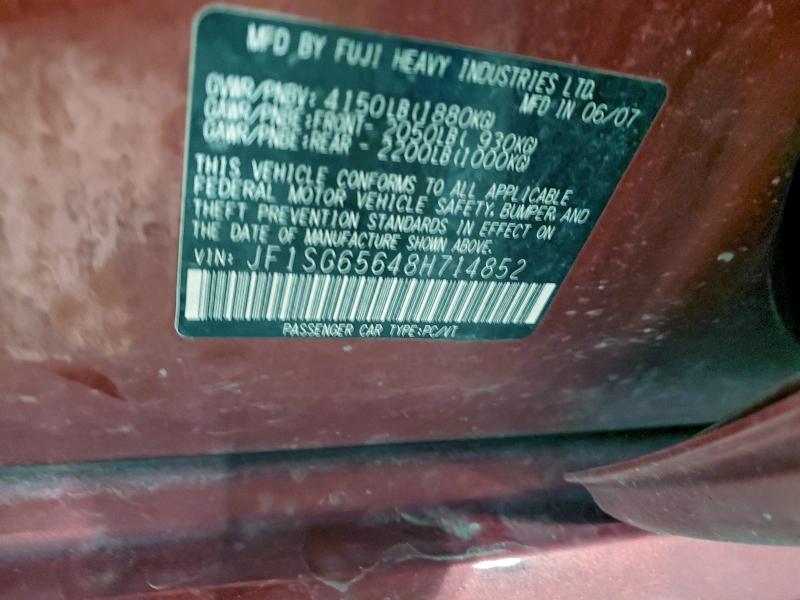 MFD BY FUJI HEAVY INDUSTRIES LTD.
MFD IN 06/07
GVWR/PNBV: 4150LB(1880KG)
GAWR/PNBE:FRONT- 2050LB( 930KG)
GAWR/PNBE:REAR - 2200LB(1000KG)
THIS VEHICLE CONFORMS TO ALL APPLICABLE
FEDERAL MOTOR VEHICLE SAFETY, BUMPER, AND
THEFT PREVENTION STANDARDS IN EFFECT ON
THE DATE OF MANUFACTURE SHOWN ABOVE.
VIN: JF1SG65648H714852
PASSENGER CAR TYPE:PC/VT